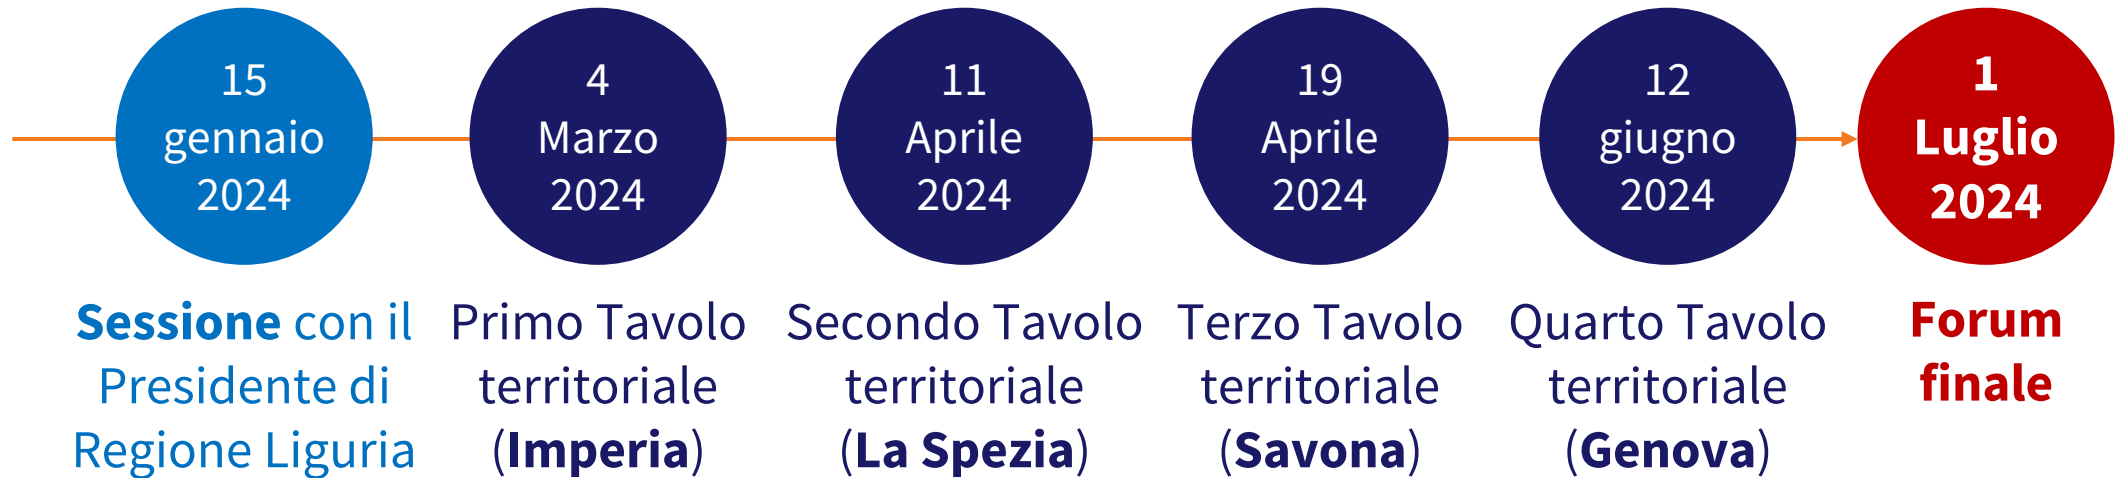 15
gennaio
2024
Sessione con il
Presidente di
Regione Liguria
4
Marzo
2024
Primo Tavolo
territoriale
(Imperia)
11
Aprile
2024
Secondo Tavolo
territoriale
(La Spezia)
19
Aprile
2024
Terzo Tavolo
territoriale
(Savona)
12
giugno
2024
Quarto Tavolo
territoriale
(Genova)
1
Luglio
2024
Forum
finale